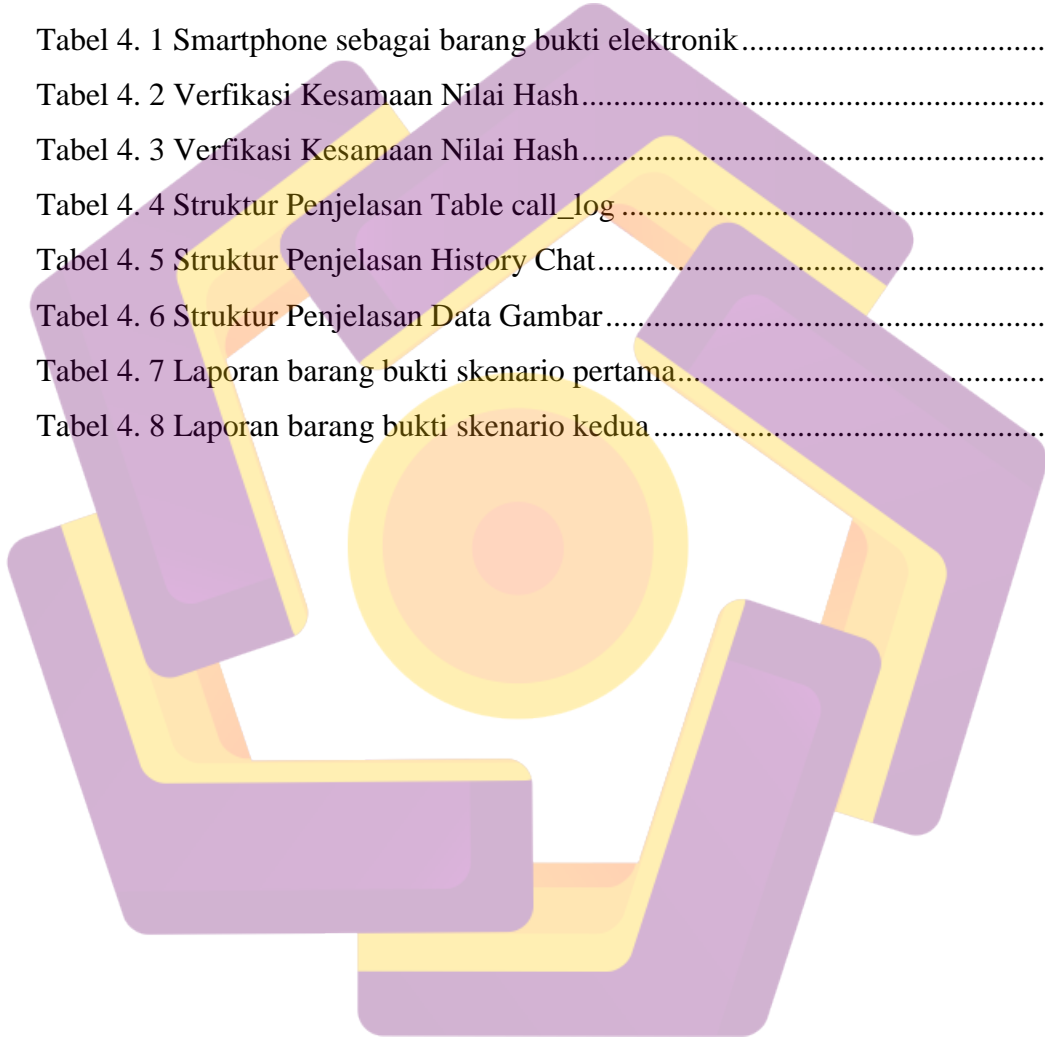 Tabel 4. 1 Smartphone sebagai barang bukti elektronik....................................
Tabel 4. 2 Verfikasi Kesamaan Nilai Hash.......................................................
Tabel 4. 3 Verfikasi Kesamaan Nilai Hash.......................................................
Tabel 4. 4 Struktur Penjelasan Table call_log ..................................................
Tabel 4. 5 Struktur Penjelasan History Chat.....................................................
Tabel 4. 6 Struktur Penjelasan Data Gambar....................................................
Tabel 4. 7 Laporan barang bukti skenario pertama...........................................
Tabel 4. 8 Laporan barang bukti skenario kedua ..............................................